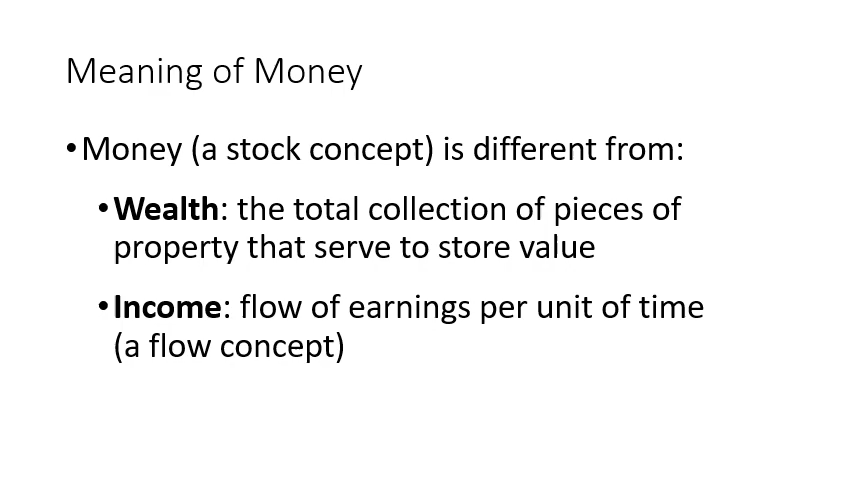 Meaning of Money
•Money (a stock concept) is different from:
•Wealth: the total collection of pieces of
property that serve to store value
•Income: flow of earnings per unit of time
(a flow concept)